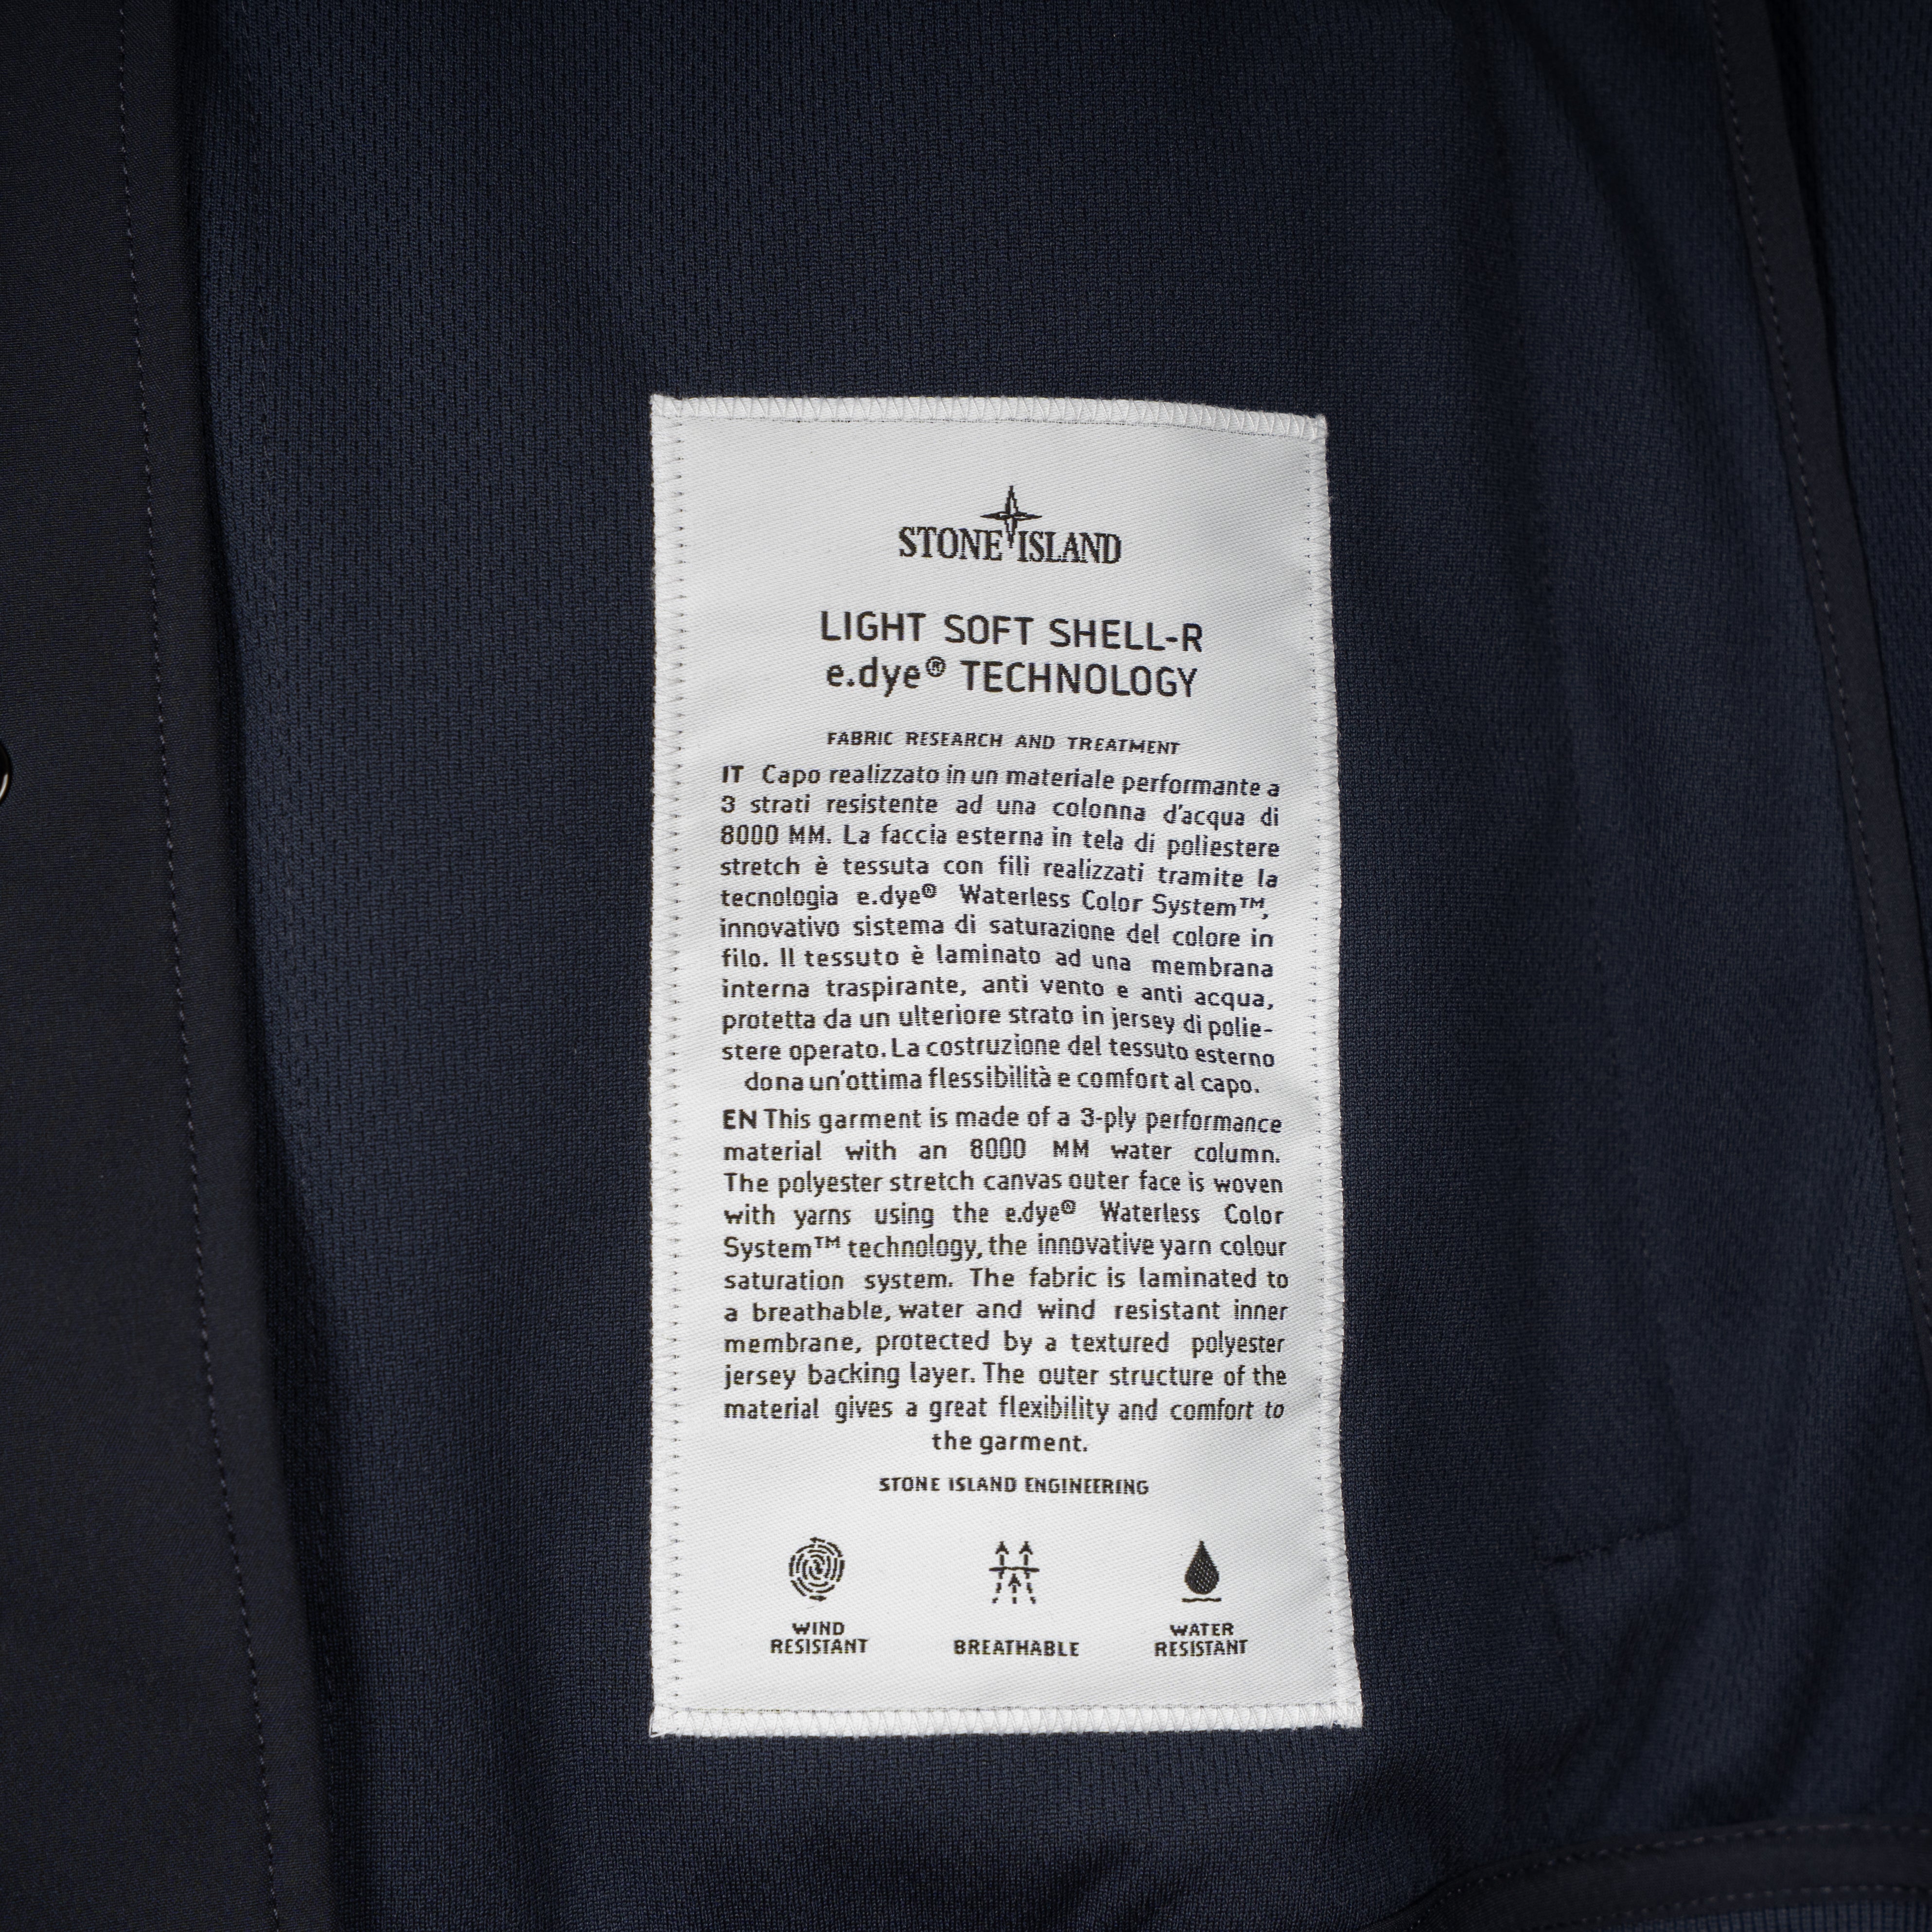 STONE ISLAND
LIGHT SOFT SHELL-R
e.dye® TECHNOLOGY
FABRIC RESEARCH AND TREATMENT
IT Capo realizzato in un materiale performante a
3 strati resistente ad una colonna d'acqua di
8000 MM. La faccia esterna in tela di poliestere
stretch è tessuta con fili realizzati tramite la
tecnologia e.dye® Waterless Color System™,
innovativo sistema di saturazione del colore in
filo. Il tessuto è laminato ad una membrana
interna traspirante, anti vento e anti acqua,
protetta da un ulteriore strato in jersey di polie-
stere operato. La costruzione del tessuto esterno
dona un'ottima flessibilità e comfort al capo.
EN This garment is made of a 3-ply performance
material with an 8000 MM water column.
The polyester stretch canvas outer face is woven
with yarns using the e.dye® Waterless Color
System™ technology, the innovative yarn colour
saturation system. The fabric is laminated to
a breathable, water and wind resistant inner
membrane, protected by a textured polyester
jersey backing layer. The outer structure of the
material gives a great flexibility and comfort to
the garment.
STONE ISLAND ENGINEERING
WIND
RESISTANT
BREATHABLE
WATER
RESISTANT